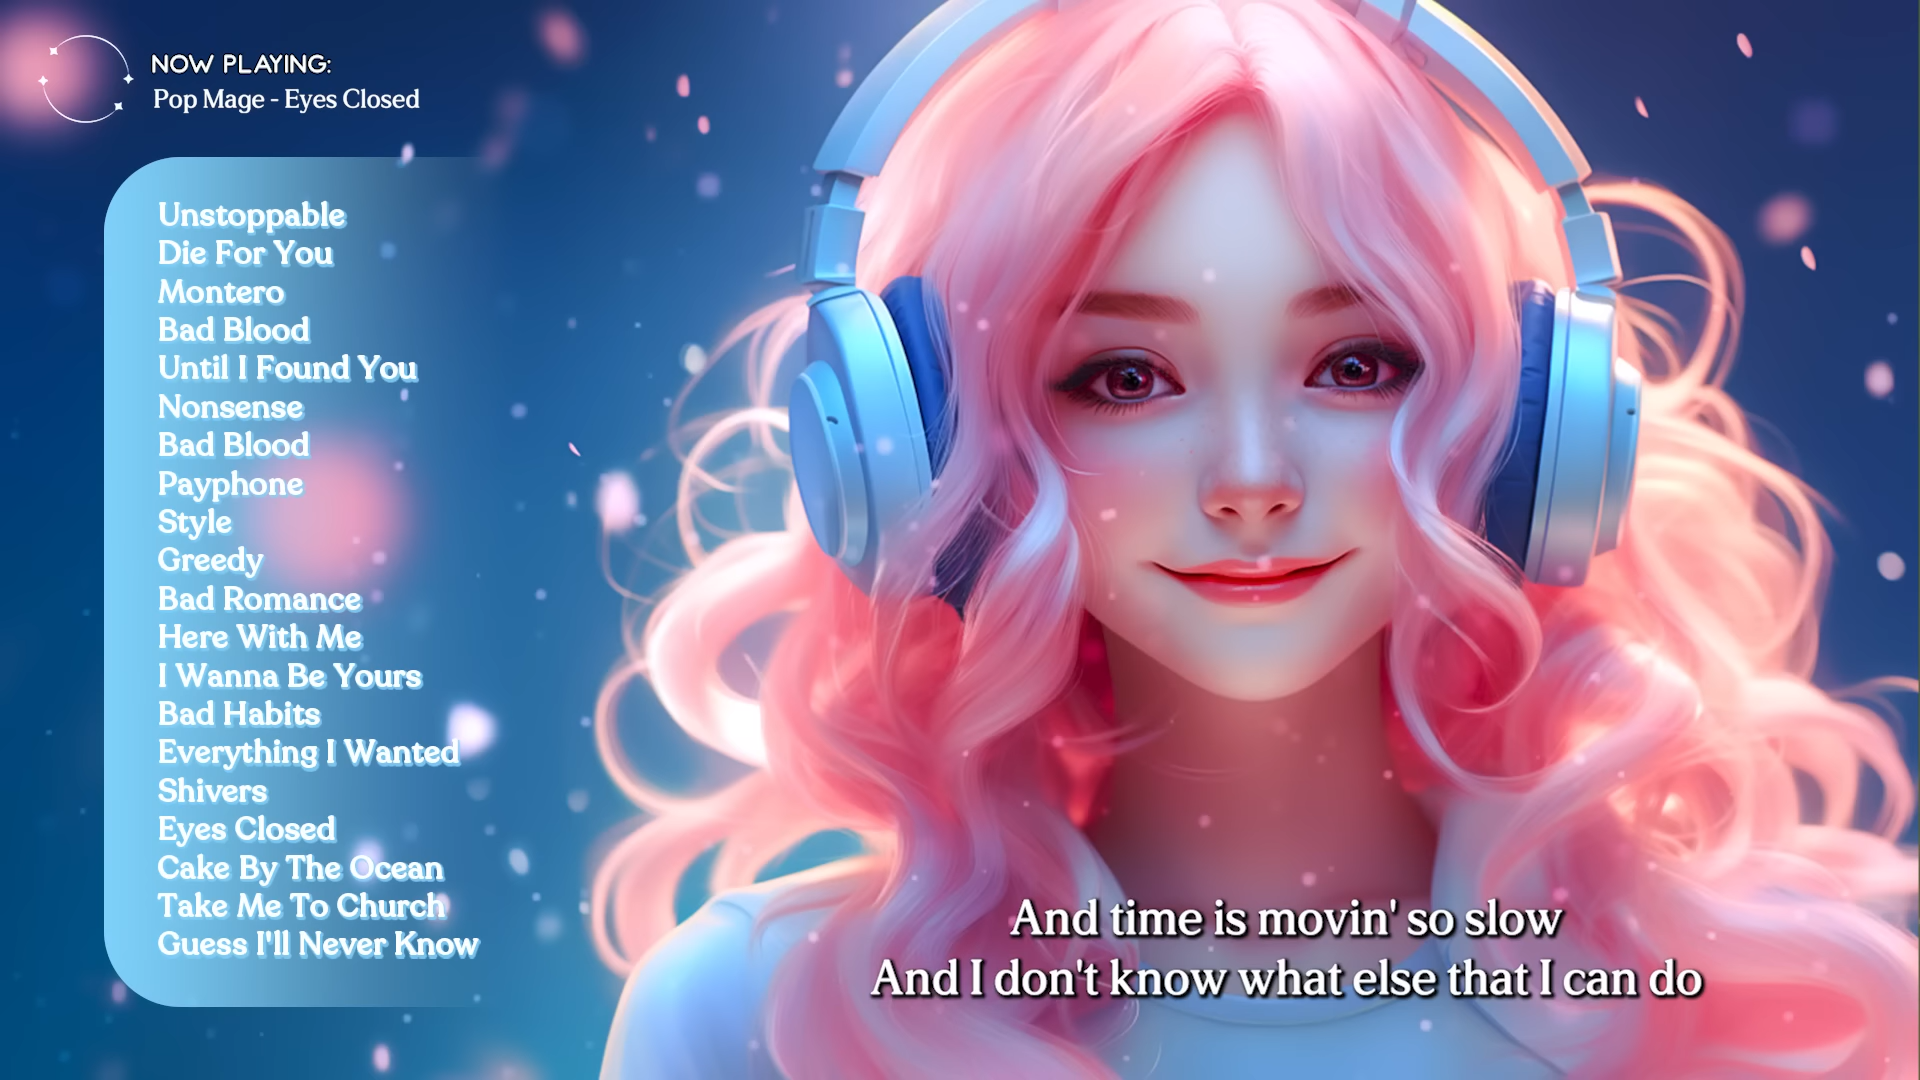 NOW PLAYING:
Pop Mage - Eyes Closed
Unstoppable
Die For You
Montero
Bad Blood
Until I Found You
Nonsense
Bad Blood
Payphone
Style
Greedy
Bad Romance
Here With Me
I Wanna Be Yours
Bad Habits
Everything I Wanted
Shivers
Eyes Closed
Cake By The Ocean
Take Me To Church
Guess I'll Never Know
And time is movin' so slow
And I don't know what else that I can do